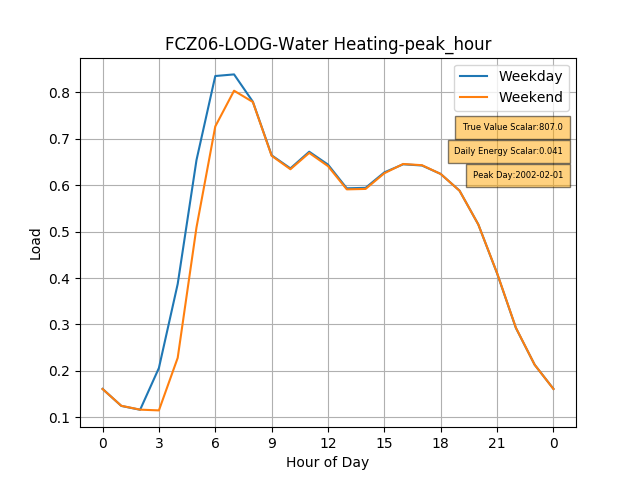 FCZ06-LODG-Water Heating-peak_hour
Weekday
Weekend
True Value Scalar:807.0
Daily Energy Scalar:0.041
Peak Day:2002-02-01
Load
0.8
0.7
0.6
0.5
0.4
0.3
0.2
0.1
0 3 6 9 12 15 18 21 0
Hour of Day